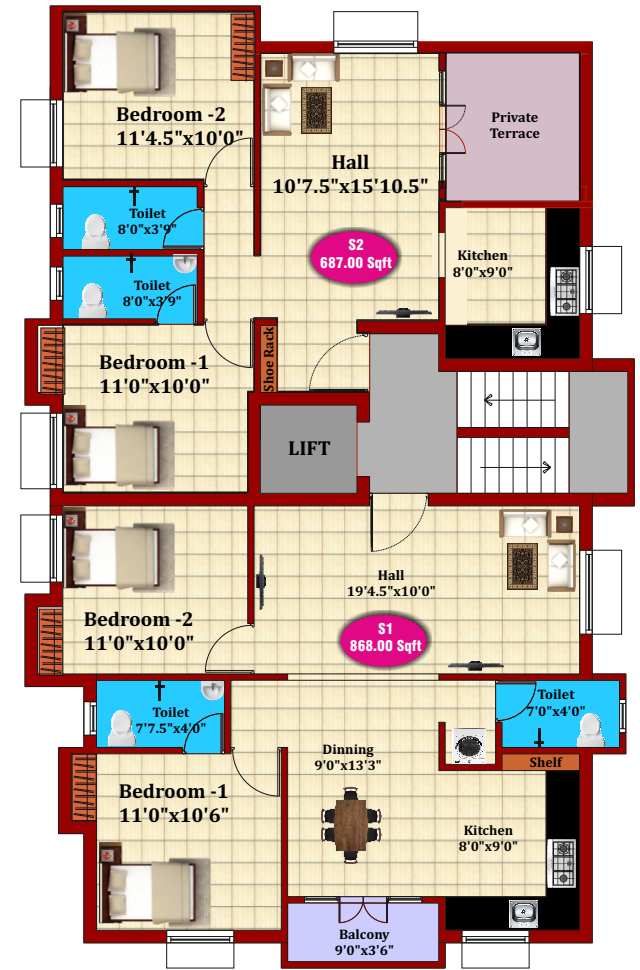 Bedroom -2
11'4.5"x10'0"
Private
Terrace
Hall
10'7.5"x15'10.5"
Toilet
8'0"x3'9"
S2
687.00 Sqft
Kitchen
8'0"x9'0"
Toilet
8'0"x3'9"
Bedroom -1
11'0"x10'0"
Shoe Rack
LIFT
Bedroom -2
11'0"x10'0"
Hall
19'4.5"x10'0"
S1
868.00 Sqft
Toilet
7'7.5"x4'0"
Toilet
7'0"x4'0"
Dinning
9'0"x13'3"
Shelf
Bedroom -1
11'0"x10'6"
Kitchen
8'0"x9'0"
Balcony
9'0"x3'6"